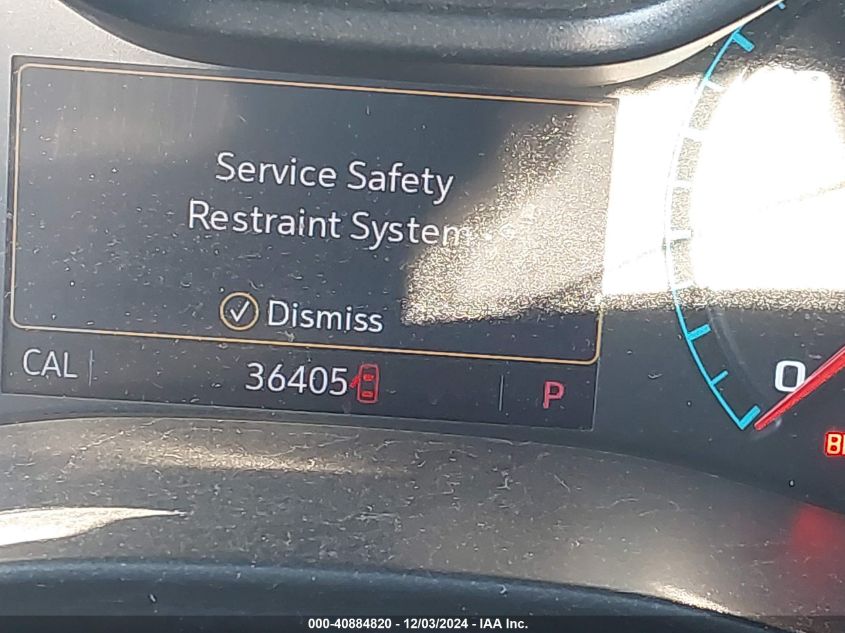 Service Safety
Restraint System
Dismiss
CAL 36405 P
0
000-40884820 - 12/03/2024 - IAA Inc.